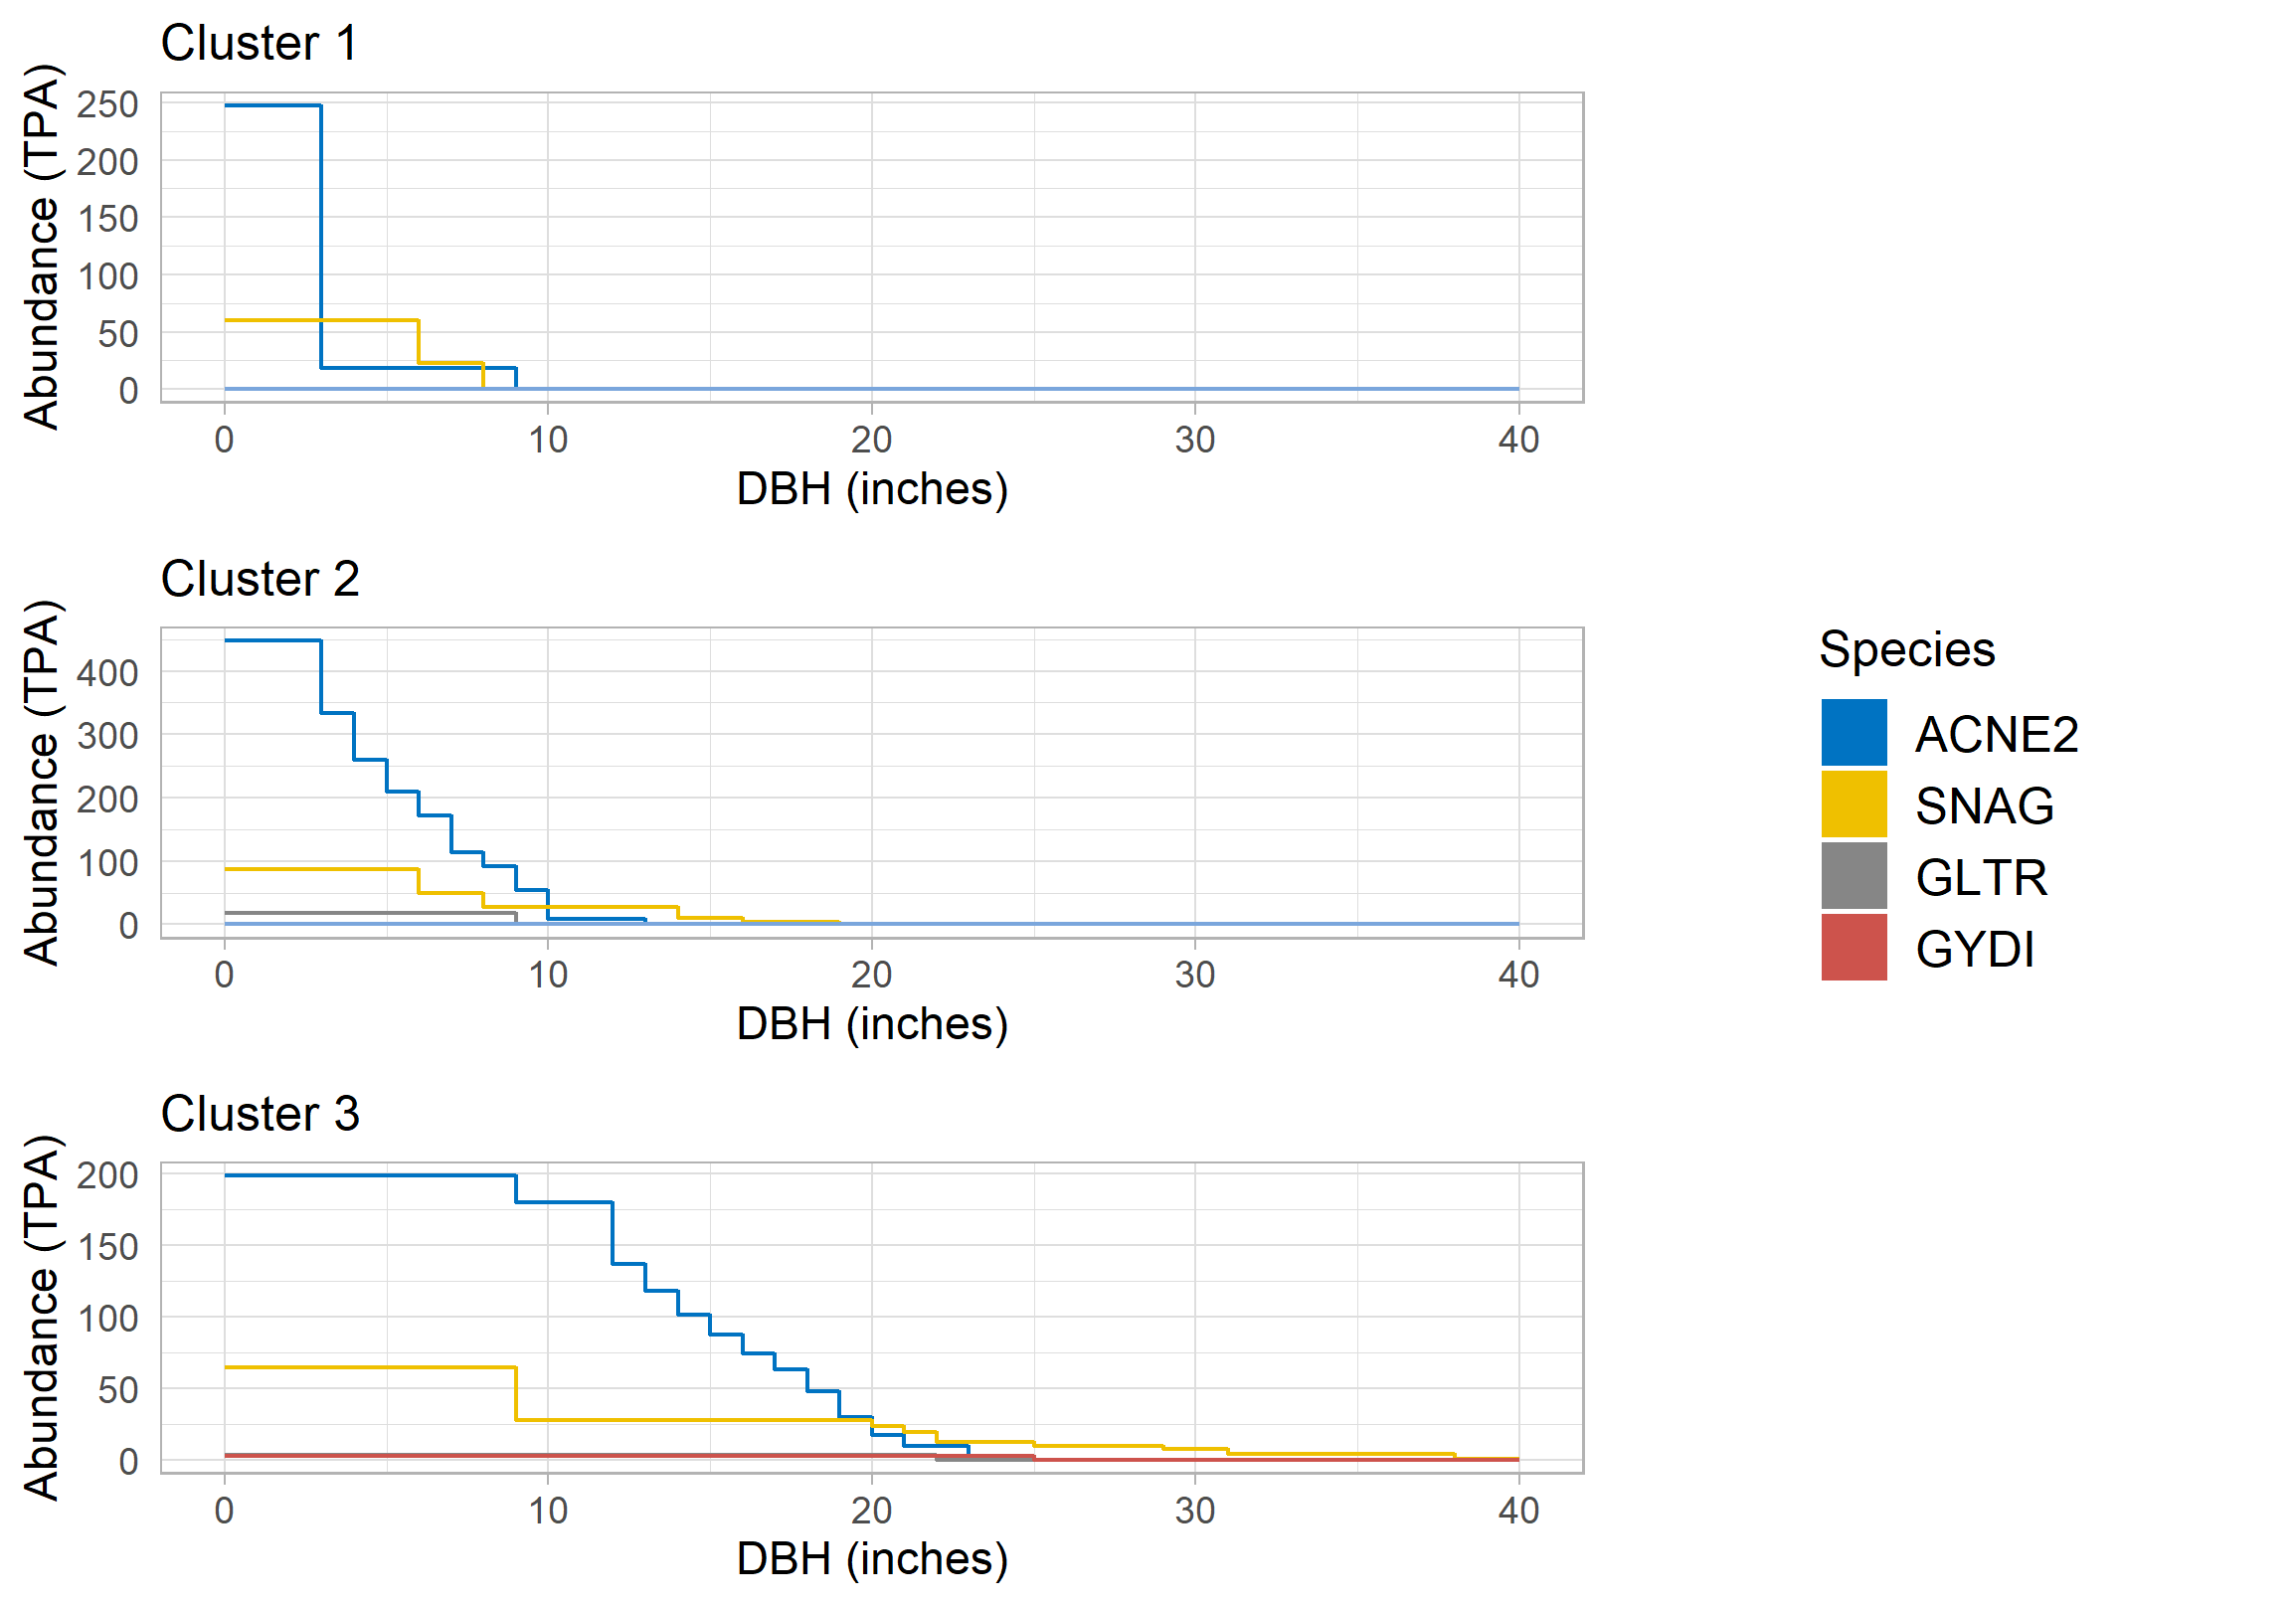 Cluster 1
Abundance (TPA)
250
200
150
100
50
0
0 10 20 30 40
DBH (inches)
Cluster 2
Abundance (TPA)
400
300
200
100
0
0 10 20 30 40
DBH (inches)
Species
ACNE2
SNAG
GLTR
GYDI
Cluster 3
Abundance (TPA)
200
150
100
50
0
0 10 20 30 40
DBH (inches)